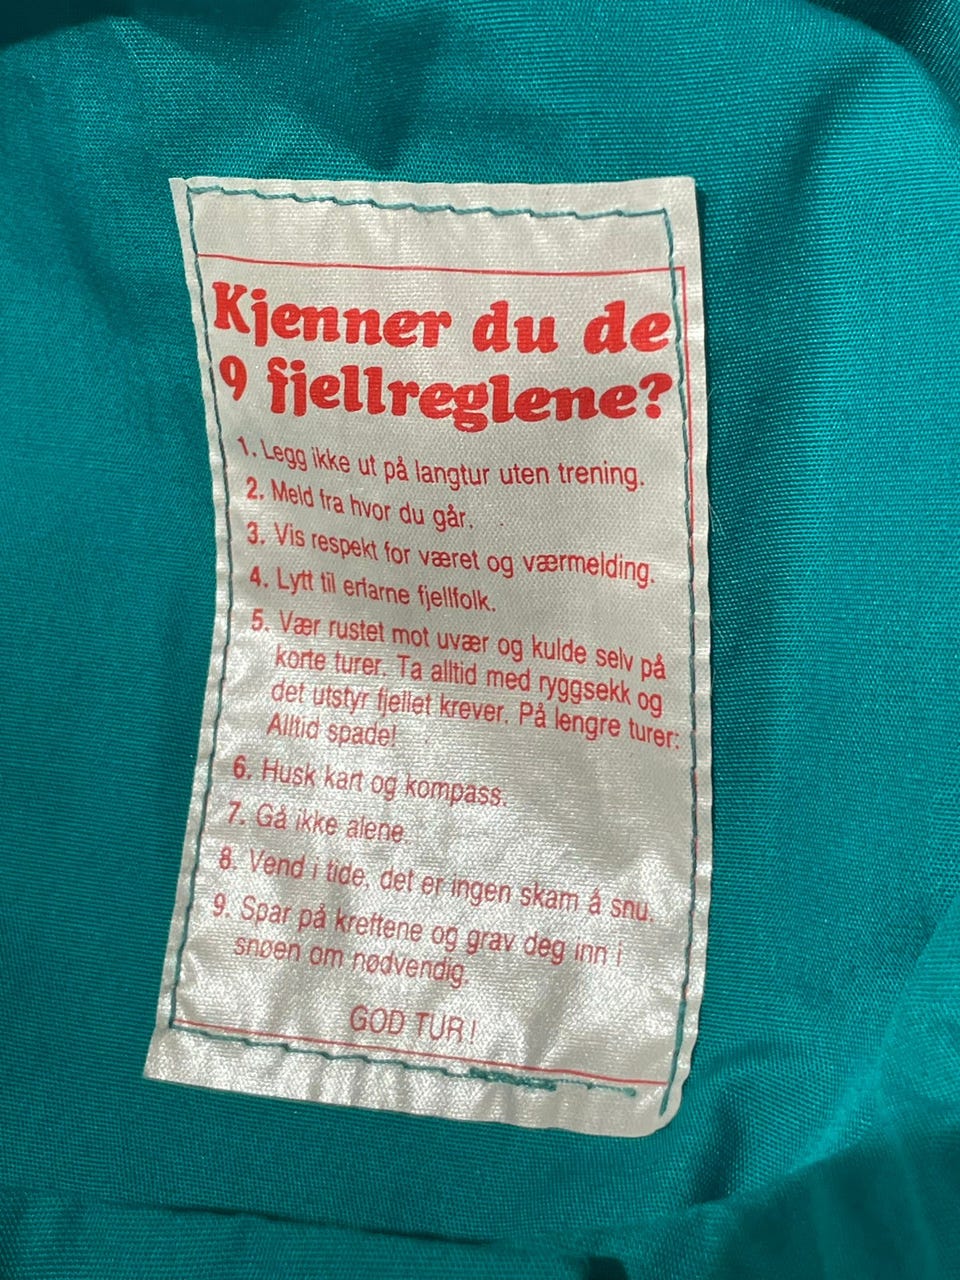 Kjenner du de
9 fjellreglene?
1. Legg ikke ut på langtur uten trening.
2. Meld fra hvor du går.
3. Vis respekt for været og værmelding.
4. Lytt til erfarne fjellfolk.
5. Vær rustet mot uvær og kulde selv på
korte turer. Ta alltid med ryggsekk og
det utstyr fjellet krever. På lengre turer:
Alltid spade!
6. Husk kart og kompass.
7. Gå ikke alene.
8. Vend i tide, det er ingen skam å snu.
9. Spar på kreftene og grav deg inn i
snøen om nødvendig.
GOD TUR!